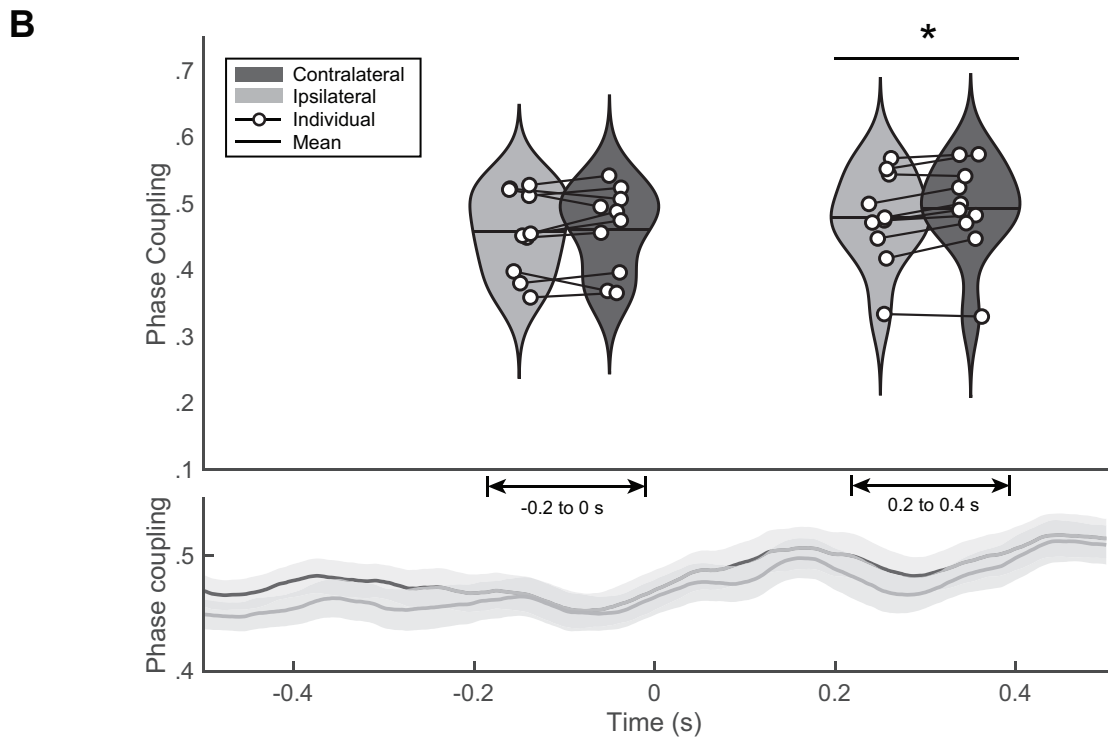 B
*
.7
Contralateral
Ipsilateral
Individual
Mean
.6
.5
.4
.3
.2
.1
Phase Coupling
-0.2 to 0 s
0.2 to 0.4 s
Phase coupling
.5
.4
-0.4 -0.2 0 0.2 0.4
Time (s)